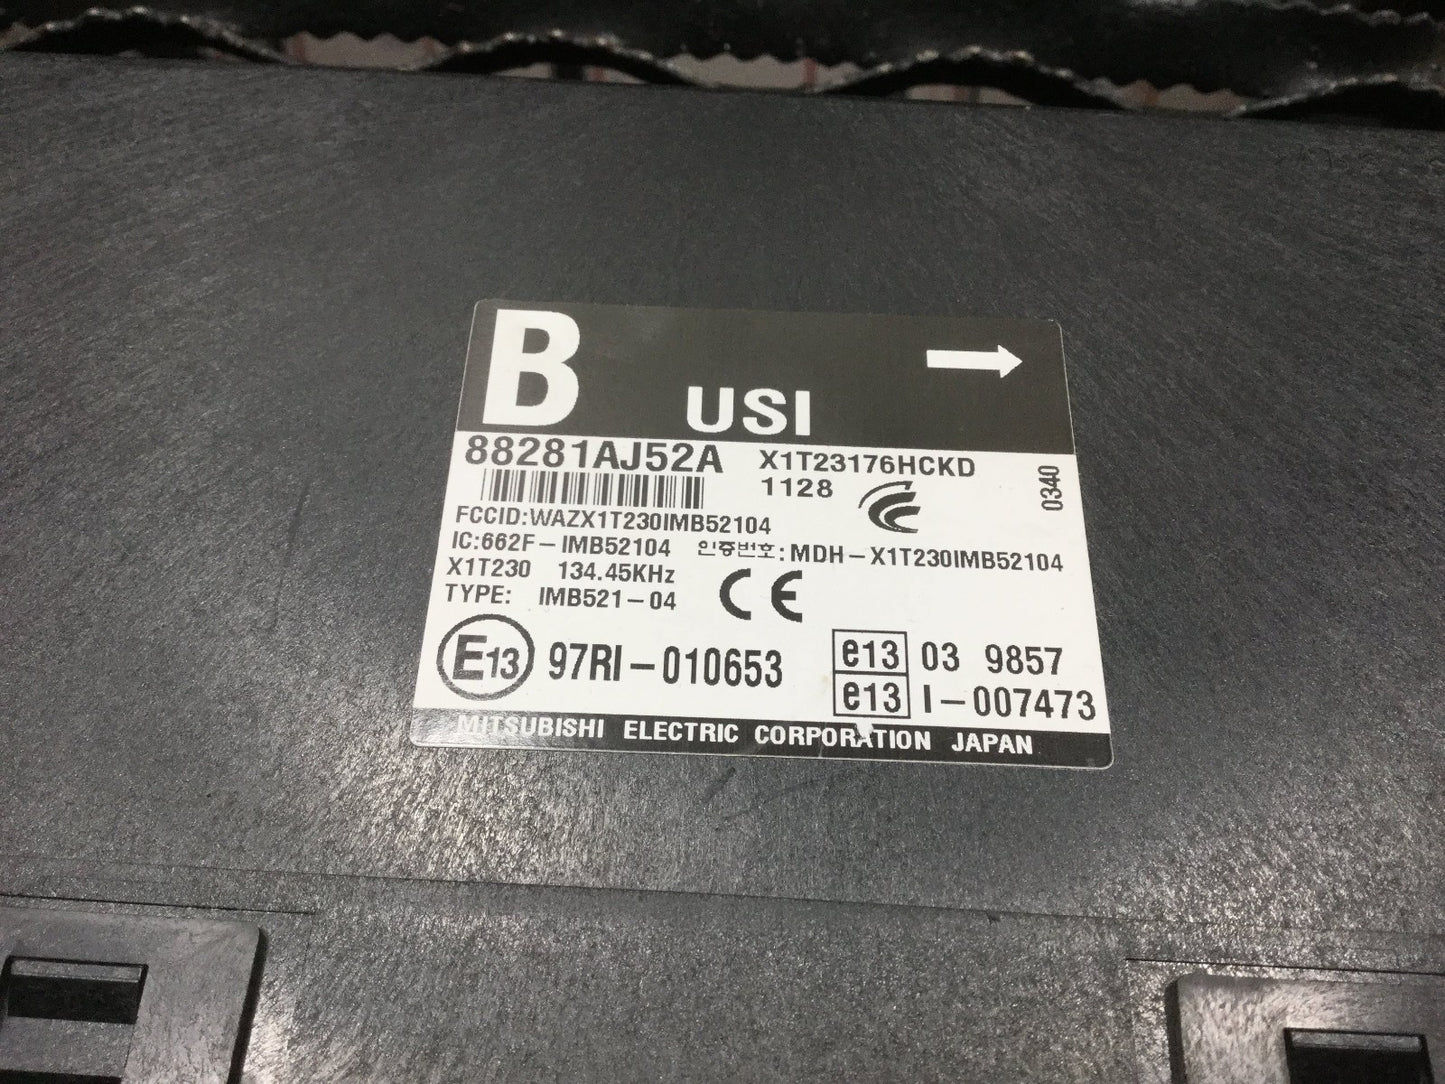 B USI
88281AJ52A X1T23176HCKD
1128
0340
FCCID:WAZX1T230IMB52104
IC:662F-IMB52104 인증번호:MDH-X1T230IMB52104
X1T230 134.45KHz
TYPE: IMB521-04 CE
E13 97RI-010653 e13 03 9857
e13 I-007473
MITSUBISHI ELECTRIC CORPORATION JAPAN